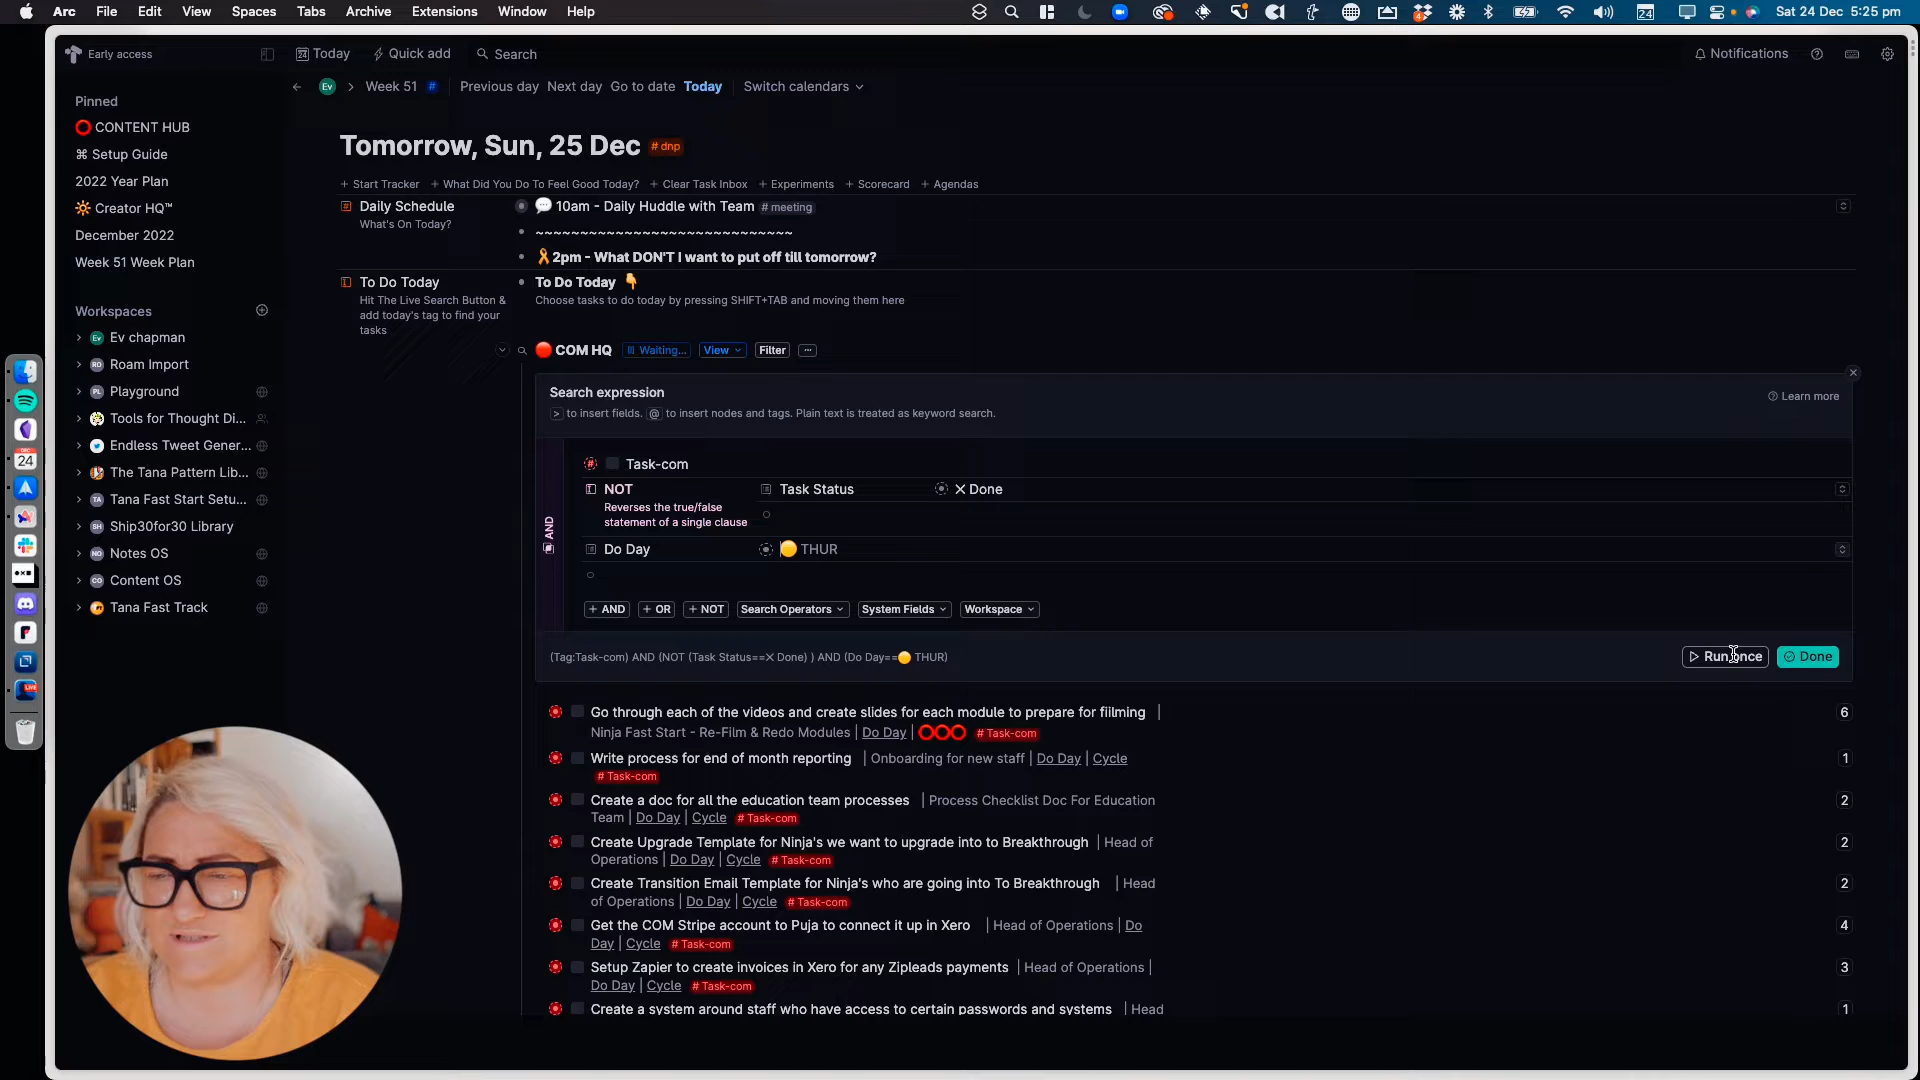 Arc File Edit View Spaces Tabs Archive Extensions Window Help
24
Sat 24 Dec 5:25 pm
Early access
Today Quick add Search
Notifications
Ev Week 51 # Previous day Next day Go to date Today Switch calendars
Pinned
CONTENT HUB
⌘ Setup Guide
2022 Year Plan
Creator HQ™
December 2022
Week 51 Week Plan
Workspaces
Ev Ev chapman
Roam Import
Playground
Tools for Thought Di...
Endless Tweet Gener...
The Tana Pattern Lib...
Tana Fast Start Setu...
Ship30for30 Library
Notes OS
Content OS
Tana Fast Track
Tomorrow, Sun, 25 Dec # dnp
+ Start Tracker + What Did You Do To Feel Good Today? + Clear Task Inbox + Experiments + Scorecard + Agendas
Daily Schedule
What's On Today?
💬 10am - Daily Huddle with Team # meeting
~~~~~~~~~~~~~~~~~~~~~~~~~~~~~
🎗️2pm - What DON'T I want to put off till tomorrow?
To Do Today
Hit The Live Search Button &
add today's tag to find your
tasks
To Do Today 👇
Choose tasks to do today by pressing SHIFT+TAB and moving them here
🔴 COM HQ Waiting... View Filter ...
Search expression
> to insert fields. @ to insert nodes and tags. Plain text is treated as keyword search.
Learn more
AND
# Task-com
NOT
Reverses the true/false
statement of a single clause
Task Status
✕ Done
Do Day
🟡 THUR
+ AND + OR + NOT Search Operators System Fields Workspace
(Tag:Task-com) AND (NOT (Task Status==✕ Done) ) AND (Do Day==🟡 THUR)
Run once Done
Go through each of the videos and create slides for each module to prepare for fiilming | 6
Ninja Fast Start - Re-Film & Redo Modules | Do Day | ⭕⭕⭕ # Task-com
Write process for end of month reporting | Onboarding for new staff | Do Day | Cycle 1
# Task-com
Create a doc for all the education team processes | Process Checklist Doc For Education 2
Team | Do Day | Cycle # Task-com
Create Upgrade Template for Ninja's we want to upgrade into to Breakthrough | Head of 2
Operations | Do Day | Cycle # Task-com
Create Transition Email Template for Ninja's who are going into To Breakthrough | Head 2
of Operations | Do Day | Cycle # Task-com
Get the COM Stripe account to Puja to connect it up in Xero | Head of Operations | Do 4
Day | Cycle # Task-com
Setup Zapier to create invoices in Xero for any Zipleads payments | Head of Operations | 3
Do Day | Cycle # Task-com
Create a system around staff who have access to certain passwords and systems | Head 1
24
LIVE